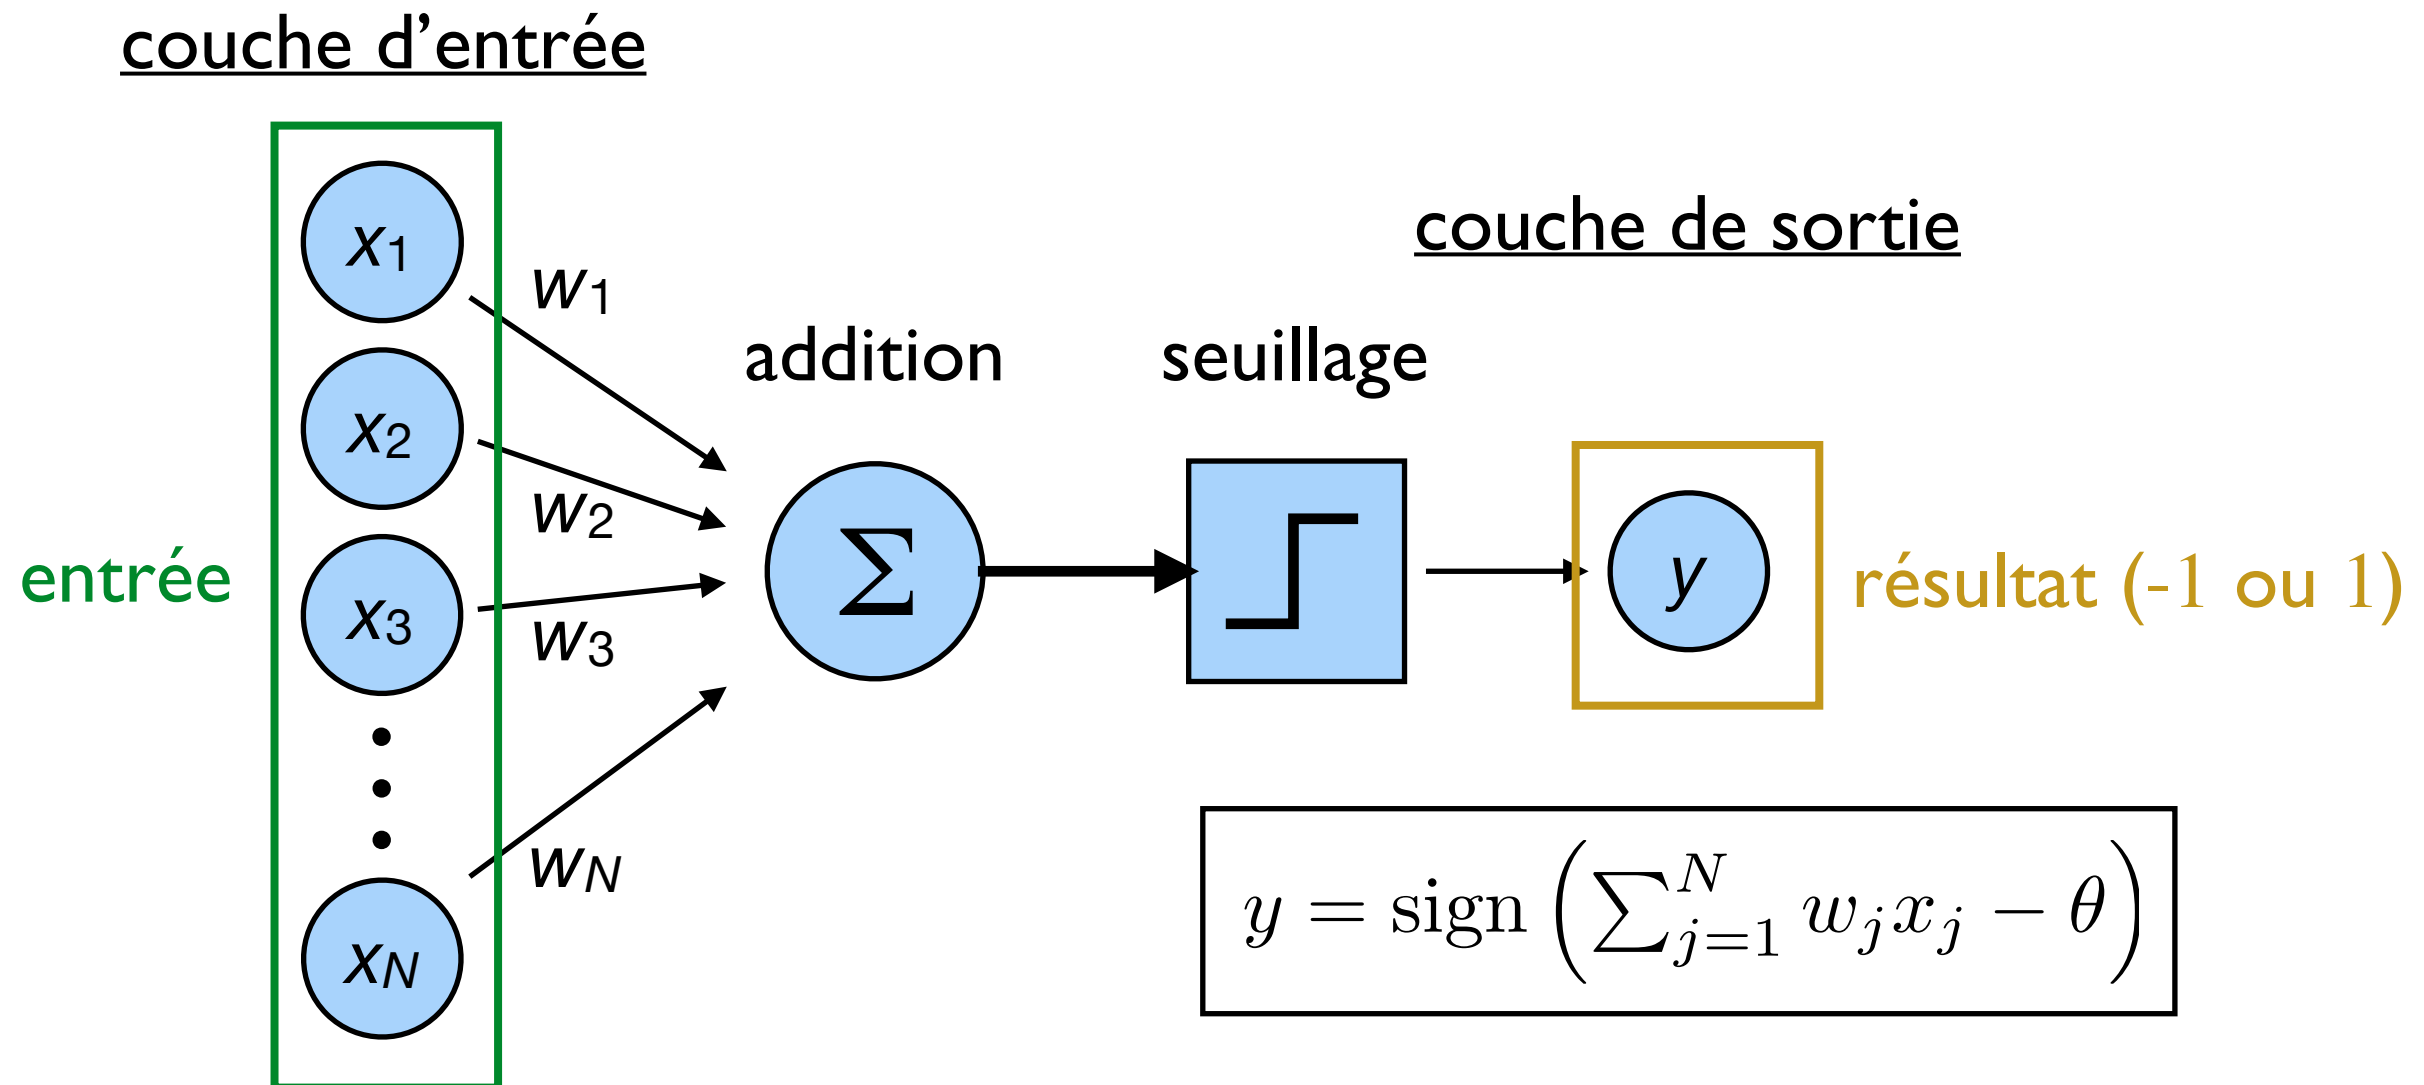 couche d'entrée
couche de sortie
x1
w1
addition
seuillage
x2
w2
entrée
x3
w3
Σ
y
résultat (-1 ou 1)
wN
xN
y = sign (∑_{j=1}^{N} w_j x_j − θ)